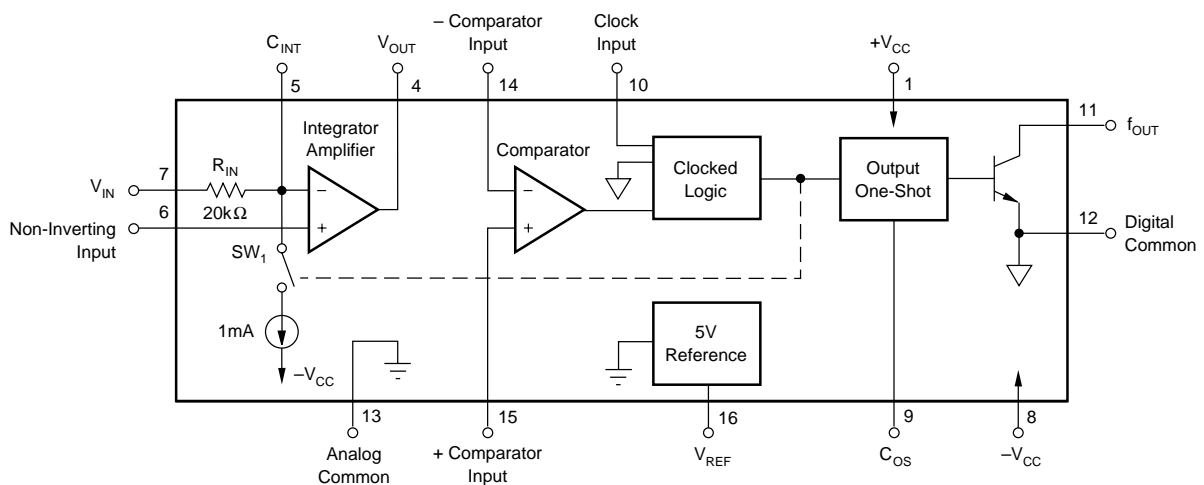 – Comparator
Input
Clock
Input
C_INT
V_OUT
+V_CC
5
4
14
10
1
11
f_OUT
Integrator
Amplifier
Comparator
Clocked
Logic
Output
One-Shot
7
R_IN
V_IN
–
–
20kΩ
6
+
+
Non-Inverting
Input
12
Digital
Common
SW_1
1mA
5V
Reference
–V_CC
13
15
16
9
8
Analog
Common
+ Comparator
Input
V_REF
C_OS
–V_CC